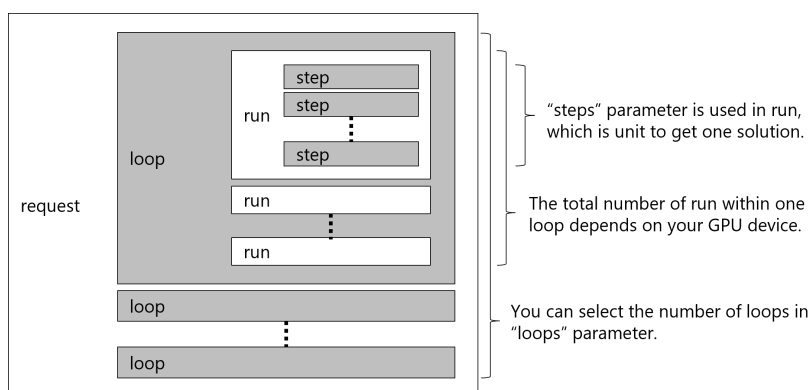 request
loop
run
step
step
step
run
run
loop
loop
“steps” parameter is used in run,
which is unit to get one solution.
The total number of run within one
loop depends on your GPU device.
You can select the number of loops in
“loops” parameter.